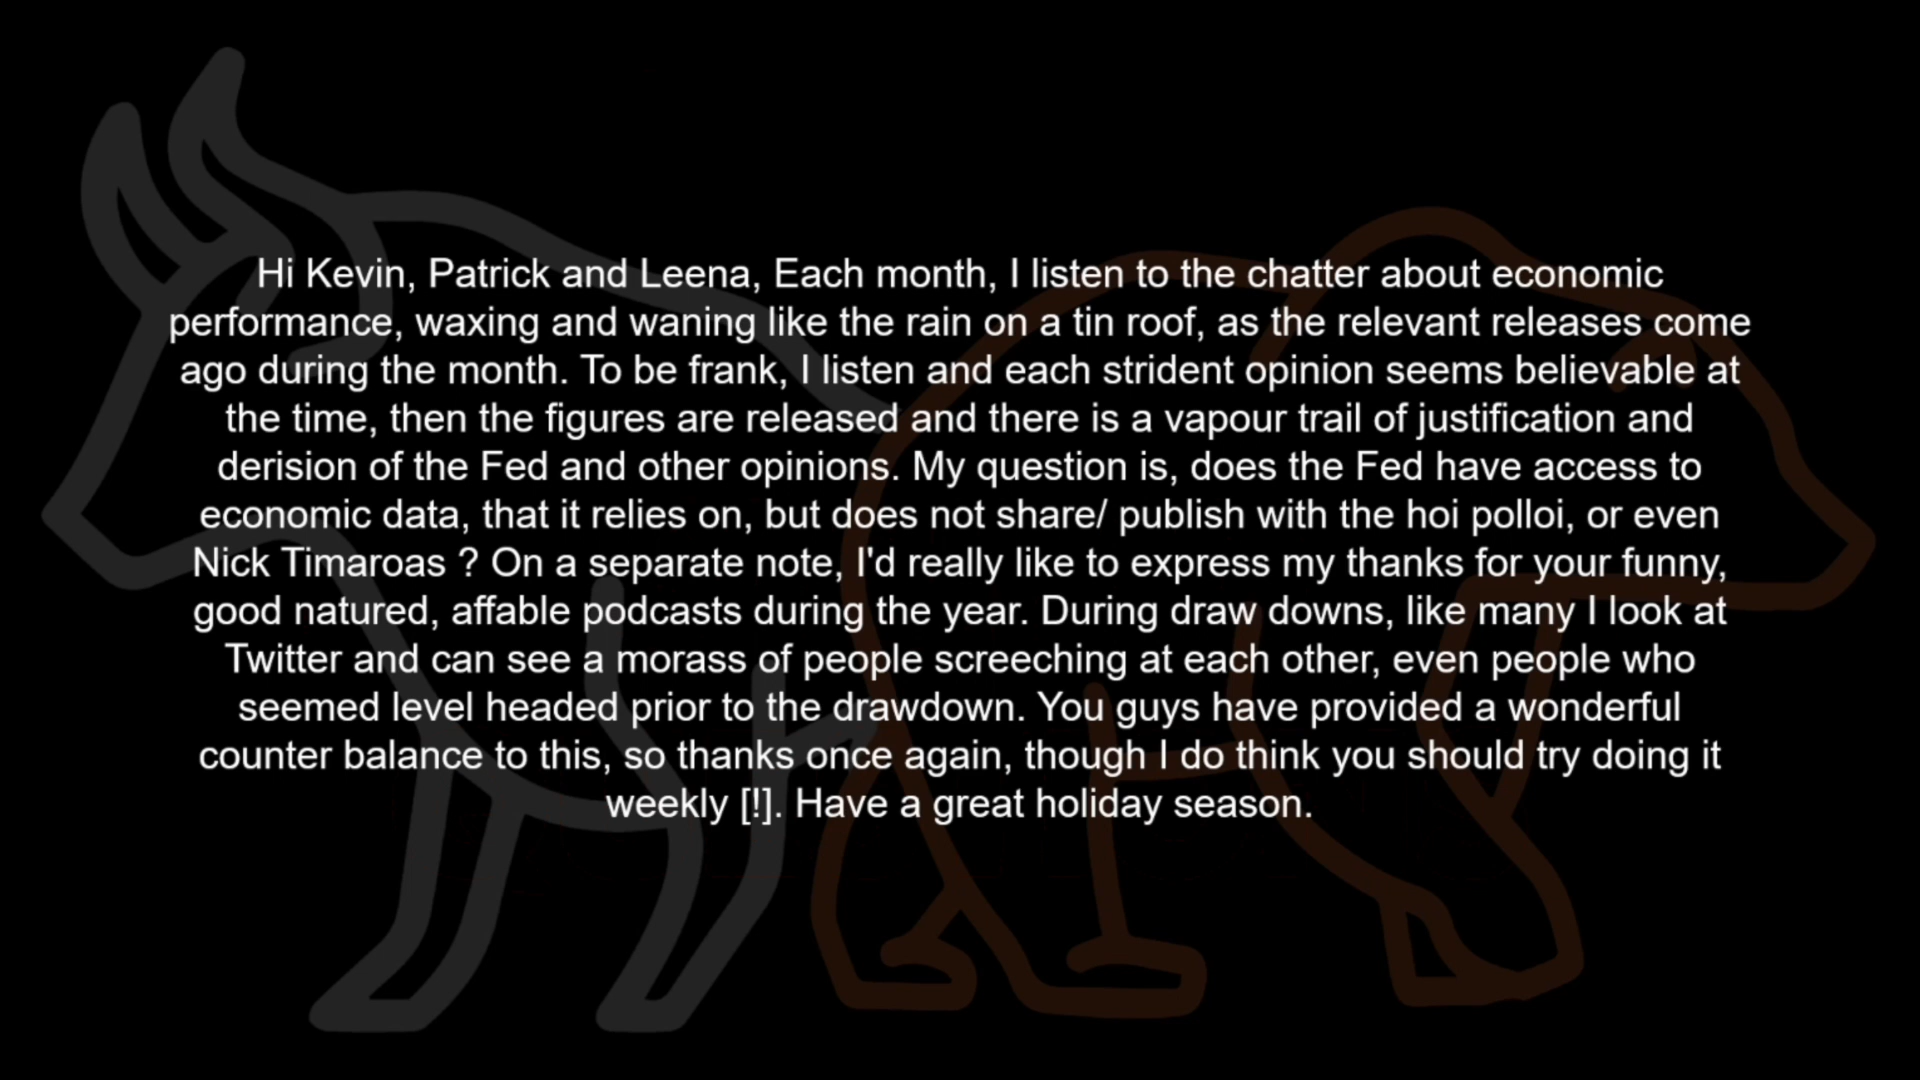 Hi Kevin, Patrick and Leena, Each month, I listen to the chatter about economic
performance, waxing and waning like the rain on a tin roof, as the relevant releases come
ago during the month. To be frank, I listen and each strident opinion seems believable at
the time, then the figures are released and there is a vapour trail of justification and
derision of the Fed and other opinions. My question is, does the Fed have access to
economic data, that it relies on, but does not share/ publish with the hoi polloi, or even
Nick Timaroas ? On a separate note, I'd really like to express my thanks for your funny,
good natured, affable podcasts during the year. During draw downs, like many I look at
Twitter and can see a morass of people screeching at each other, even people who
seemed level headed prior to the drawdown. You guys have provided a wonderful
counter balance to this, so thanks once again, though I do think you should try doing it
weekly [!]. Have a great holiday season.